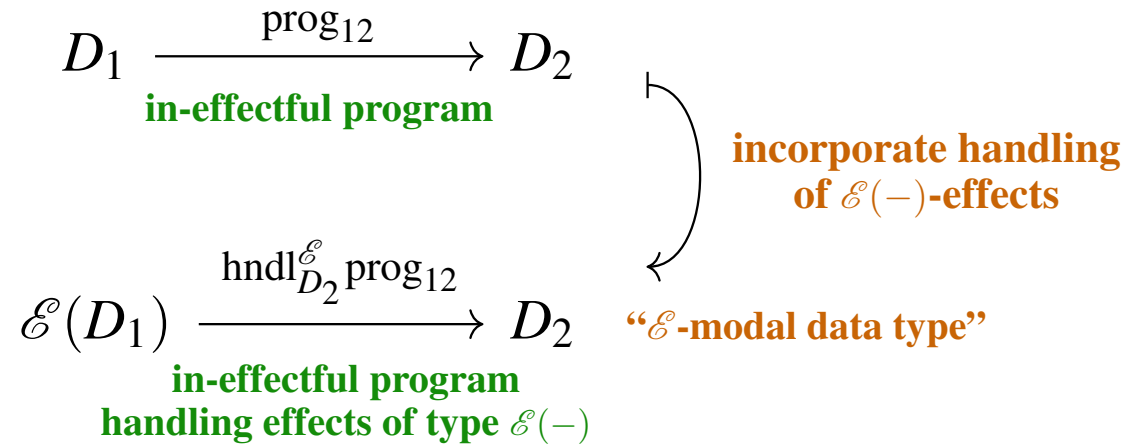 prog₁₂
D₁ ⟶ D₂
in-effectful program
incorporate handling
of ℰ(−)-effects
hndl^ℰ_{D₂} prog₁₂
ℰ(D₁) ⟶ D₂ “ℰ-modal data type”
in-effectful program
handling effects of type ℰ(−)